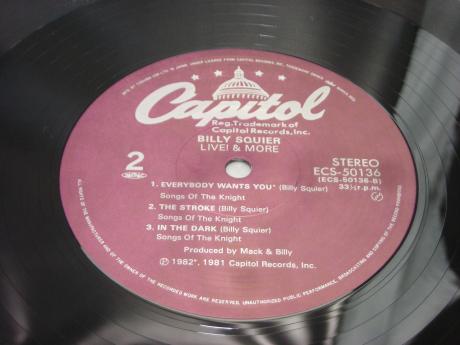 Capitol
Reg. Trademark of
Capitol Records, Inc.
BILLY SQUIER
LIVE! & MORE
2
STEREO
ECS-50136
(ECS-50136-B)
33⅓r.p.m.
1. EVERYBODY WANTS YOU* (Billy Squier)
Songs Of The Knight
2. THE STROKE (Billy Squier)
Songs Of The Knight
3. IN THE DARK (Billy Squier)
Songs Of The Knight
Produced by Mack & Billy
Ⓟ 1982*, 1981 Capitol Records, Inc.